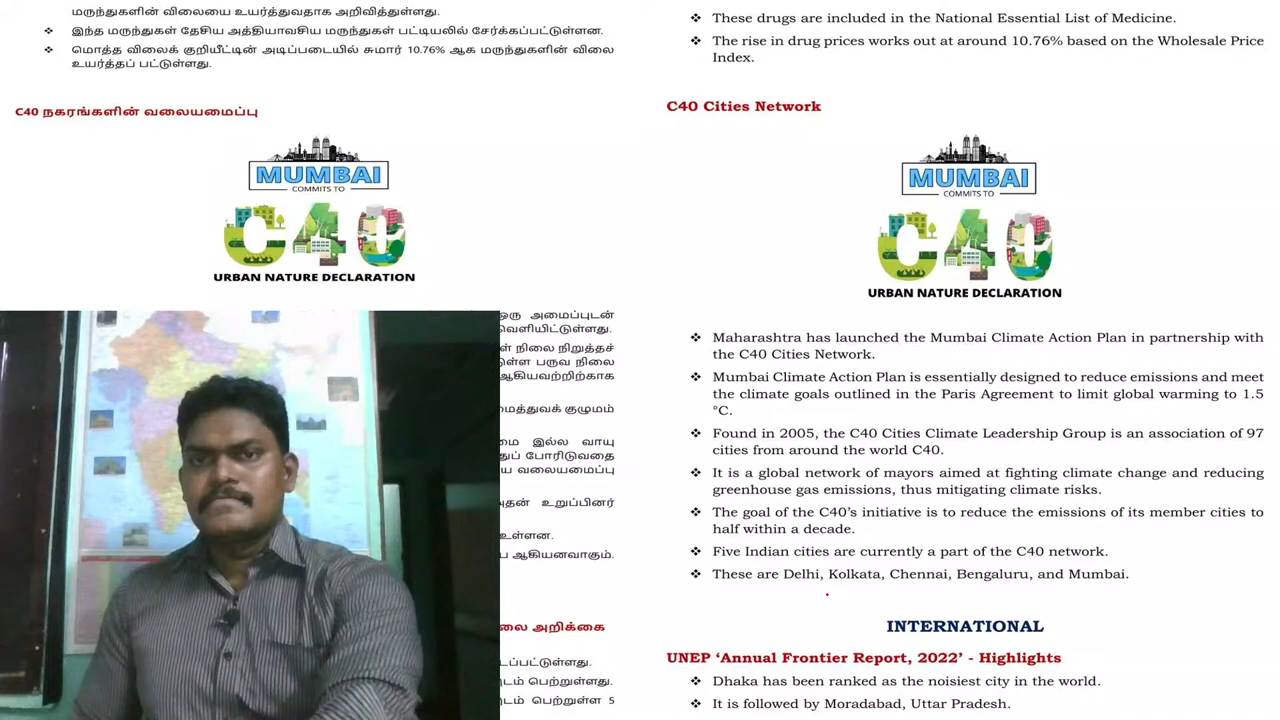 மருந்துகளின் விலையை உயர்த்துவதாக அறிவித்துள்ளது.
❖ இந்த மருந்துகள் தேசிய அத்தியாவசிய மருந்துகள் பட்டியலில் சேர்க்கப்பட்டுள்ளன.
❖ மொத்த விலைக் குறியீட்டின் அடிப்படையில் சுமார் 10.76% ஆக மருந்துகளின் விலை
உயர்த்தப் பட்டுள்ளது.
C40 நகரங்களின் வலையமைப்பு
MUMBAI
COMMITS TO
C40
URBAN NATURE DECLARATION
ஒரு அமைப்புடன்
வெளியிட்டுள்ளது.
நிலை நிறுத்தச்
பருவ நிலை
ஆகியவற்றிற்காக
குழுமம்
இல்ல வாயு
போரிடுவதை
வலையமைப்பு
உறுப்பினர்
உள்ளன.
ஆகியனவாகும்.
அறிக்கை
பெற்றுள்ளது.
பெற்றுள்ள 5
❖ These drugs are included in the National Essential List of Medicine.
❖ The rise in drug prices works out at around 10.76% based on the Wholesale Price
Index.
C40 Cities Network
MUMBAI
COMMITS TO
C40
URBAN NATURE DECLARATION
❖ Maharashtra has launched the Mumbai Climate Action Plan in partnership with
the C40 Cities Network.
❖ Mumbai Climate Action Plan is essentially designed to reduce emissions and meet
the climate goals outlined in the Paris Agreement to limit global warming to 1.5
°C.
❖ Found in 2005, the C40 Cities Climate Leadership Group is an association of 97
cities from around the world C40.
❖ It is a global network of mayors aimed at fighting climate change and reducing
greenhouse gas emissions, thus mitigating climate risks.
❖ The goal of the C40’s initiative is to reduce the emissions of its member cities to
half within a decade.
❖ Five Indian cities are currently a part of the C40 network.
❖ These are Delhi, Kolkata, Chennai, Bengaluru, and Mumbai.
INTERNATIONAL
UNEP ‘Annual Frontier Report, 2022’ - Highlights
❖ Dhaka has been ranked as the noisiest city in the world.
❖ It is followed by Moradabad, Uttar Pradesh.